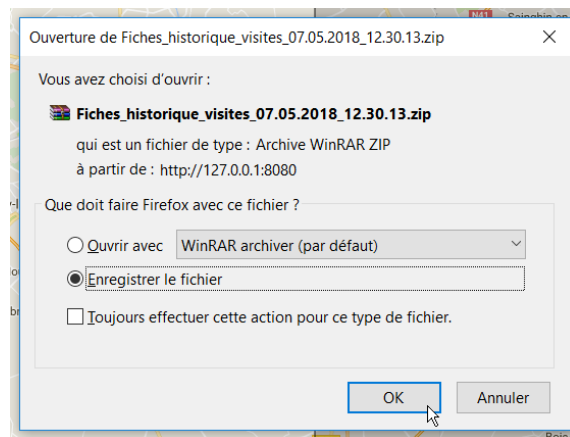 N41
Sainghin-en
Ouverture de Fiches_historique_visites_07.05.2018_12.30.13.zip
Vous avez choisi d'ouvrir :
Fiches_historique_visites_07.05.2018_12.30.13.zip
qui est un fichier de type : Archive WinRAR ZIP
à partir de : http://127.0.0.1:8080
Que doit faire Firefox avec ce fichier ?
Ouvrir avec WinRAR archiver (par défaut)
Enregistrer le fichier
Toujours effectuer cette action pour ce type de fichier.
OK Annuler